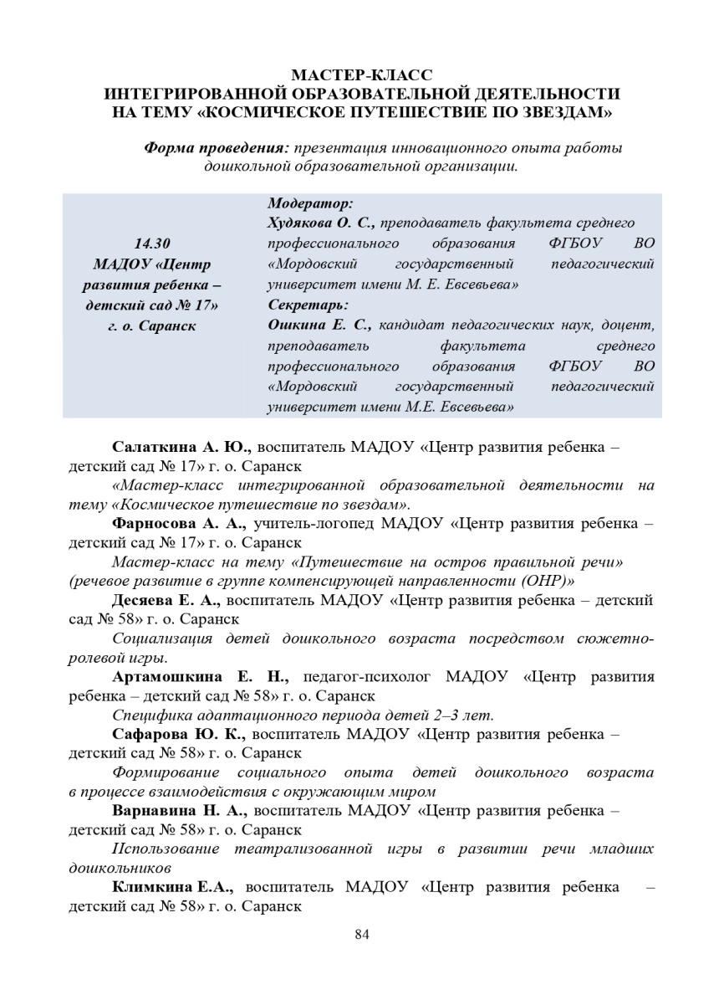 МАСТЕР-КЛАСС
ИНТЕГРИРОВАННОЙ ОБРАЗОВАТЕЛЬНОЙ ДЕЯТЕЛЬНОСТИ
НА ТЕМУ «КОСМИЧЕСКОЕ ПУТЕШЕСТВИЕ ПО ЗВЕЗДАМ»
Форма проведения: презентация инновационного опыта работы
дошкольной образовательной организации.
14.30
МАДОУ «Центр
развития ребенка –
детский сад № 17»
г. о. Саранск
Модератор:
Худякова О. С., преподаватель факультета среднего
профессионального образования ФГБОУ ВО
«Мордовский государственный педагогический
университет имени М. Е. Евсевьева»
Секретарь:
Ошкина Е. С., кандидат педагогических наук, доцент,
преподаватель факультета среднего
профессионального образования ФГБОУ ВО
«Мордовский государственный педагогический
университет имени М.Е. Евсевьева»
Салаткина А. Ю., воспитатель МАДОУ «Центр развития ребенка –
детский сад № 17» г. о. Саранск
«Мастер-класс интегрированной образовательной деятельности на
тему «Космическое путешествие по звездам».
Фарносова А. А., учитель-логопед МАДОУ «Центр развития ребенка –
детский сад № 17» г. о. Саранск
Мастер-класс на тему «Путешествие на остров правильной речи»
(речевое развитие в группе компенсирующей направленности (ОНР)»
Десяева Е. А., воспитатель МАДОУ «Центр развития ребенка – детский
сад № 58» г. о. Саранск
Социализация детей дошкольного возраста посредством сюжетно-
ролевой игры.
Артамошкина Е. Н., педагог-психолог МАДОУ «Центр развития
ребенка – детский сад № 58» г. о. Саранск
Специфика адаптационного периода детей 2–3 лет.
Сафарова Ю. К., воспитатель МАДОУ «Центр развития ребенка –
детский сад № 58» г. о. Саранск
Формирование социального опыта детей дошкольного возраста
в процессе взаимодействия с окружающим миром
Варнавина Н. А., воспитатель МАДОУ «Центр развития ребенка –
детский сад № 58» г. о. Саранск
Использование театрализованной игры в развитии речи младших
дошкольников
Климкина Е.А., воспитатель МАДОУ «Центр развития ребенка –
детский сад № 58» г. о. Саранск
84